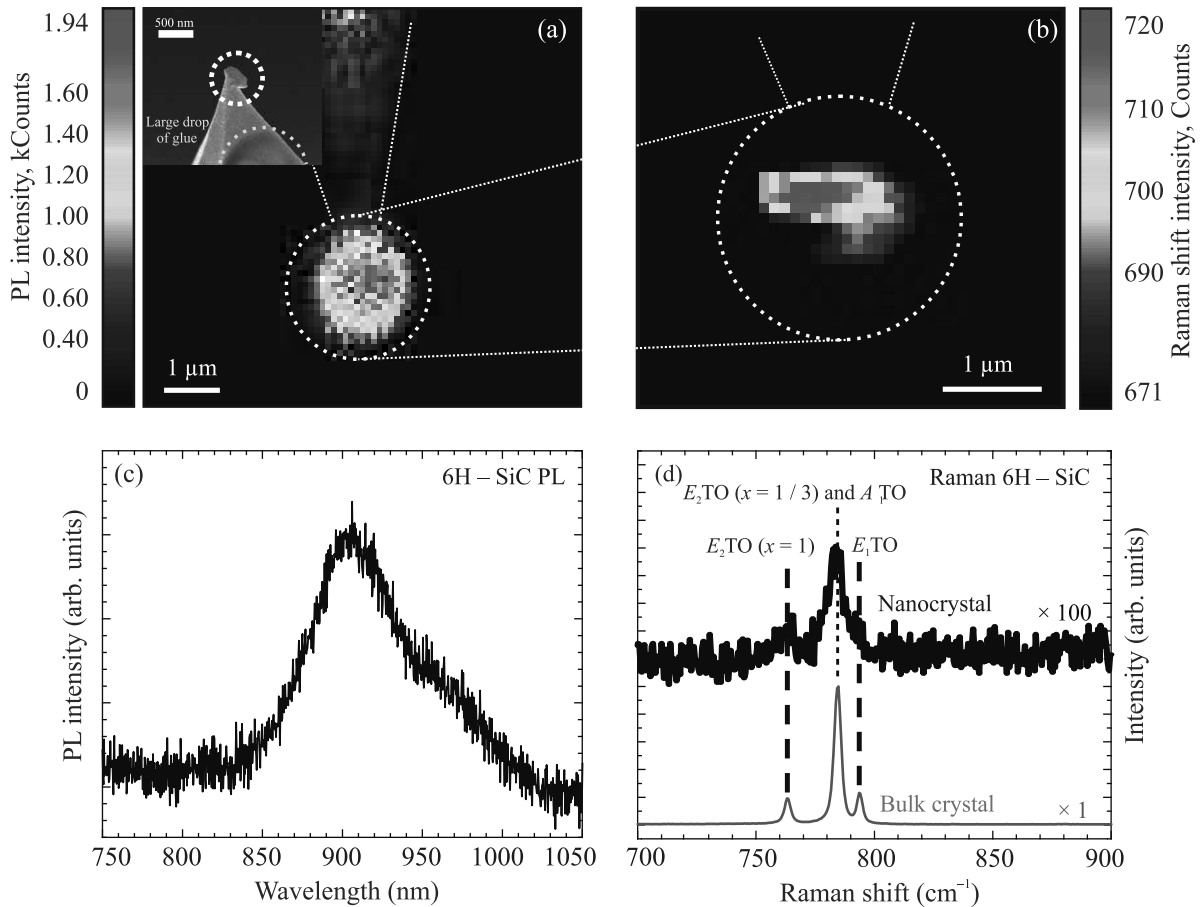 (a)
500 nm
Large drop
of glue
1 µm
PL intensity, kCounts
1.94
1.60
1.40
1.20
1.00
0.80
0.60
0.40
0
(b)
1 µm
720
710
700
690
671
Raman shift intensity, Counts
(c)
6H – SiC PL
PL intensity (arb. units)
750 800 850 900 950 1000 1050
Wavelength (nm)
(d)
Raman 6H – SiC
E₂TO (x = 1 / 3) and A₁TO
E₂TO (x = 1)
E₁TO
Nanocrystal
× 100
Bulk crystal
× 1
Intensity (arb. units)
700 750 800 850 900
Raman shift (cm⁻¹)